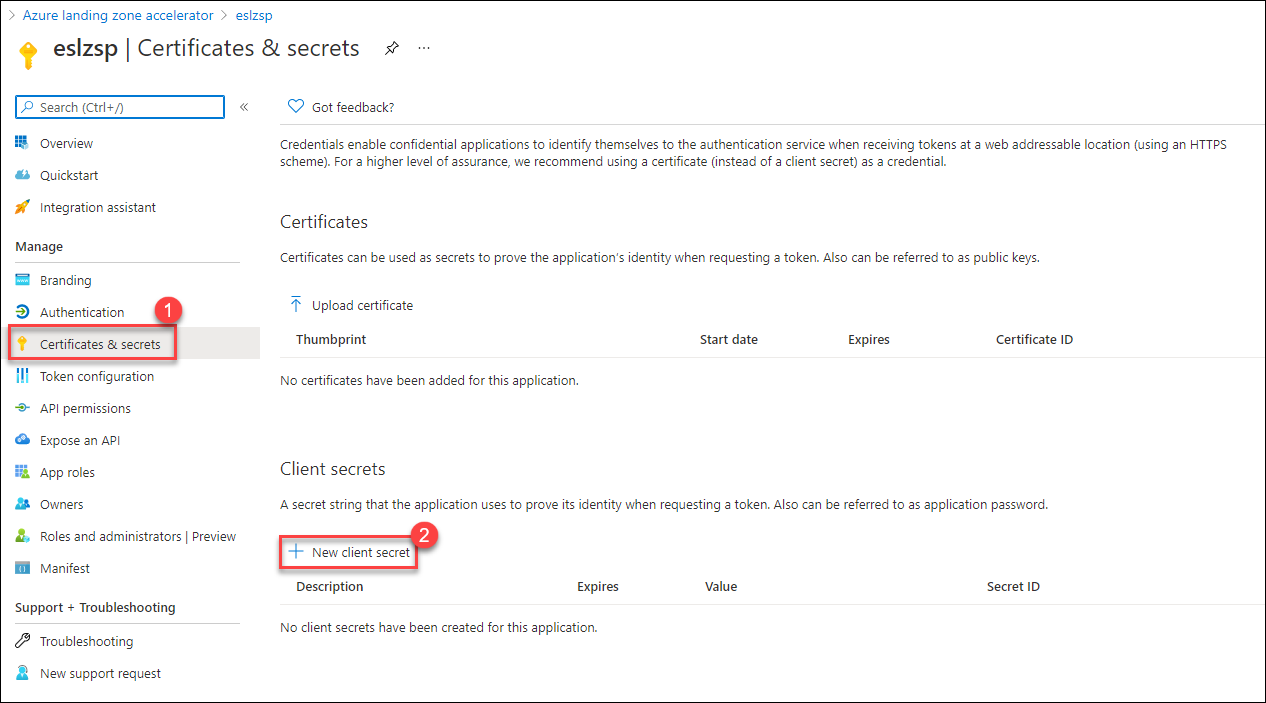 Azure landing zone accelerator > eslzsp
eslzsp | Certificates & secrets
Search (Ctrl+/)
Overview
Quickstart
Integration assistant
Manage
Branding
Authentication
1
Certificates & secrets
Token configuration
API permissions
Expose an API
App roles
Owners
Roles and administrators | Preview
Manifest
Support + Troubleshooting
Troubleshooting
New support request
Got feedback?
Credentials enable confidential applications to identify themselves to the authentication service when receiving tokens at a web addressable location (using an HTTPS
scheme). For a higher level of assurance, we recommend using a certificate (instead of a client secret) as a credential.
Certificates
Certificates can be used as secrets to prove the application's identity when requesting a token. Also can be referred to as public keys.
Upload certificate
Thumbprint Start date Expires Certificate ID
No certificates have been added for this application.
Client secrets
A secret string that the application uses to prove its identity when requesting a token. Also can be referred to as application password.
2
New client secret
Description Expires Value Secret ID
No client secrets have been created for this application.